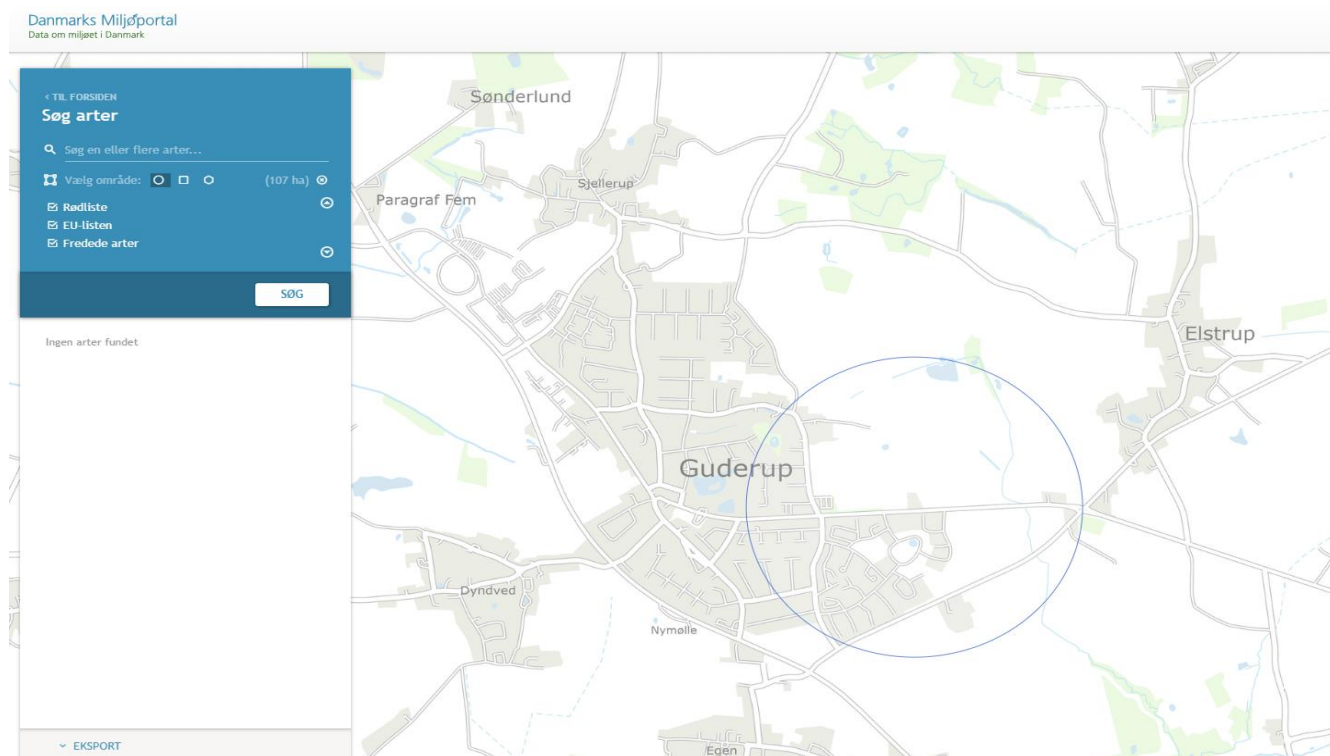 Danmarks Miljøportal
Data om miljøet i Danmark
‹ TIL FORSIDEN
Søg arter
Søg en eller flere arter...
Vælg område: (107 ha)
Rødliste
EU-listen
Fredede arter
SØG
Ingen arter fundet
EKSPORT
Sønderlund
Sjellerup
Paragraf Fem
Elstrup
Guderup
Dyndved
Nymølle
Egen